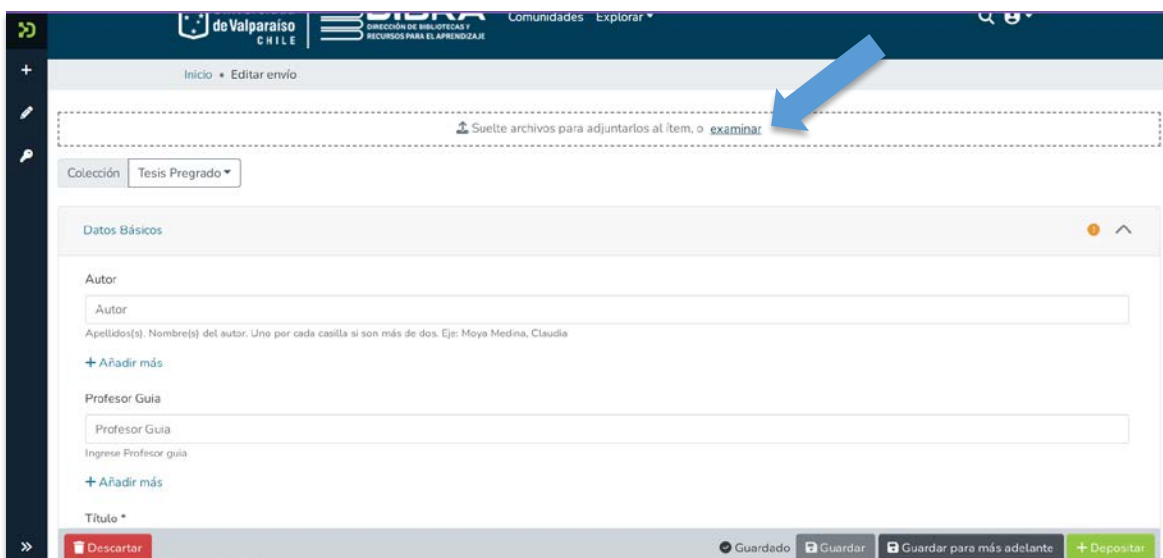 de Valparaíso
CHILE
DIRECCIÓN DE BIBLIOTECAS Y
RECURSOS PARA EL APRENDIZAJE
Comunidades Explorar
Inicio • Editar envío
Suelte archivos para adjuntarlos al ítem, o examinar
Colección Tesis Pregrado
Datos Básicos
Autor
Autor
Apellidos(s). Nombre(s) del autor. Uno por cada casilla si son más de dos. Eje: Moya Medina, Claudia
+ Añadir más
Profesor Guia
Profesor Guia
Ingrese Profesor guia
+ Añadir más
Título *
Descartar Guardado Guardar Guardar para más adelante + Depositar